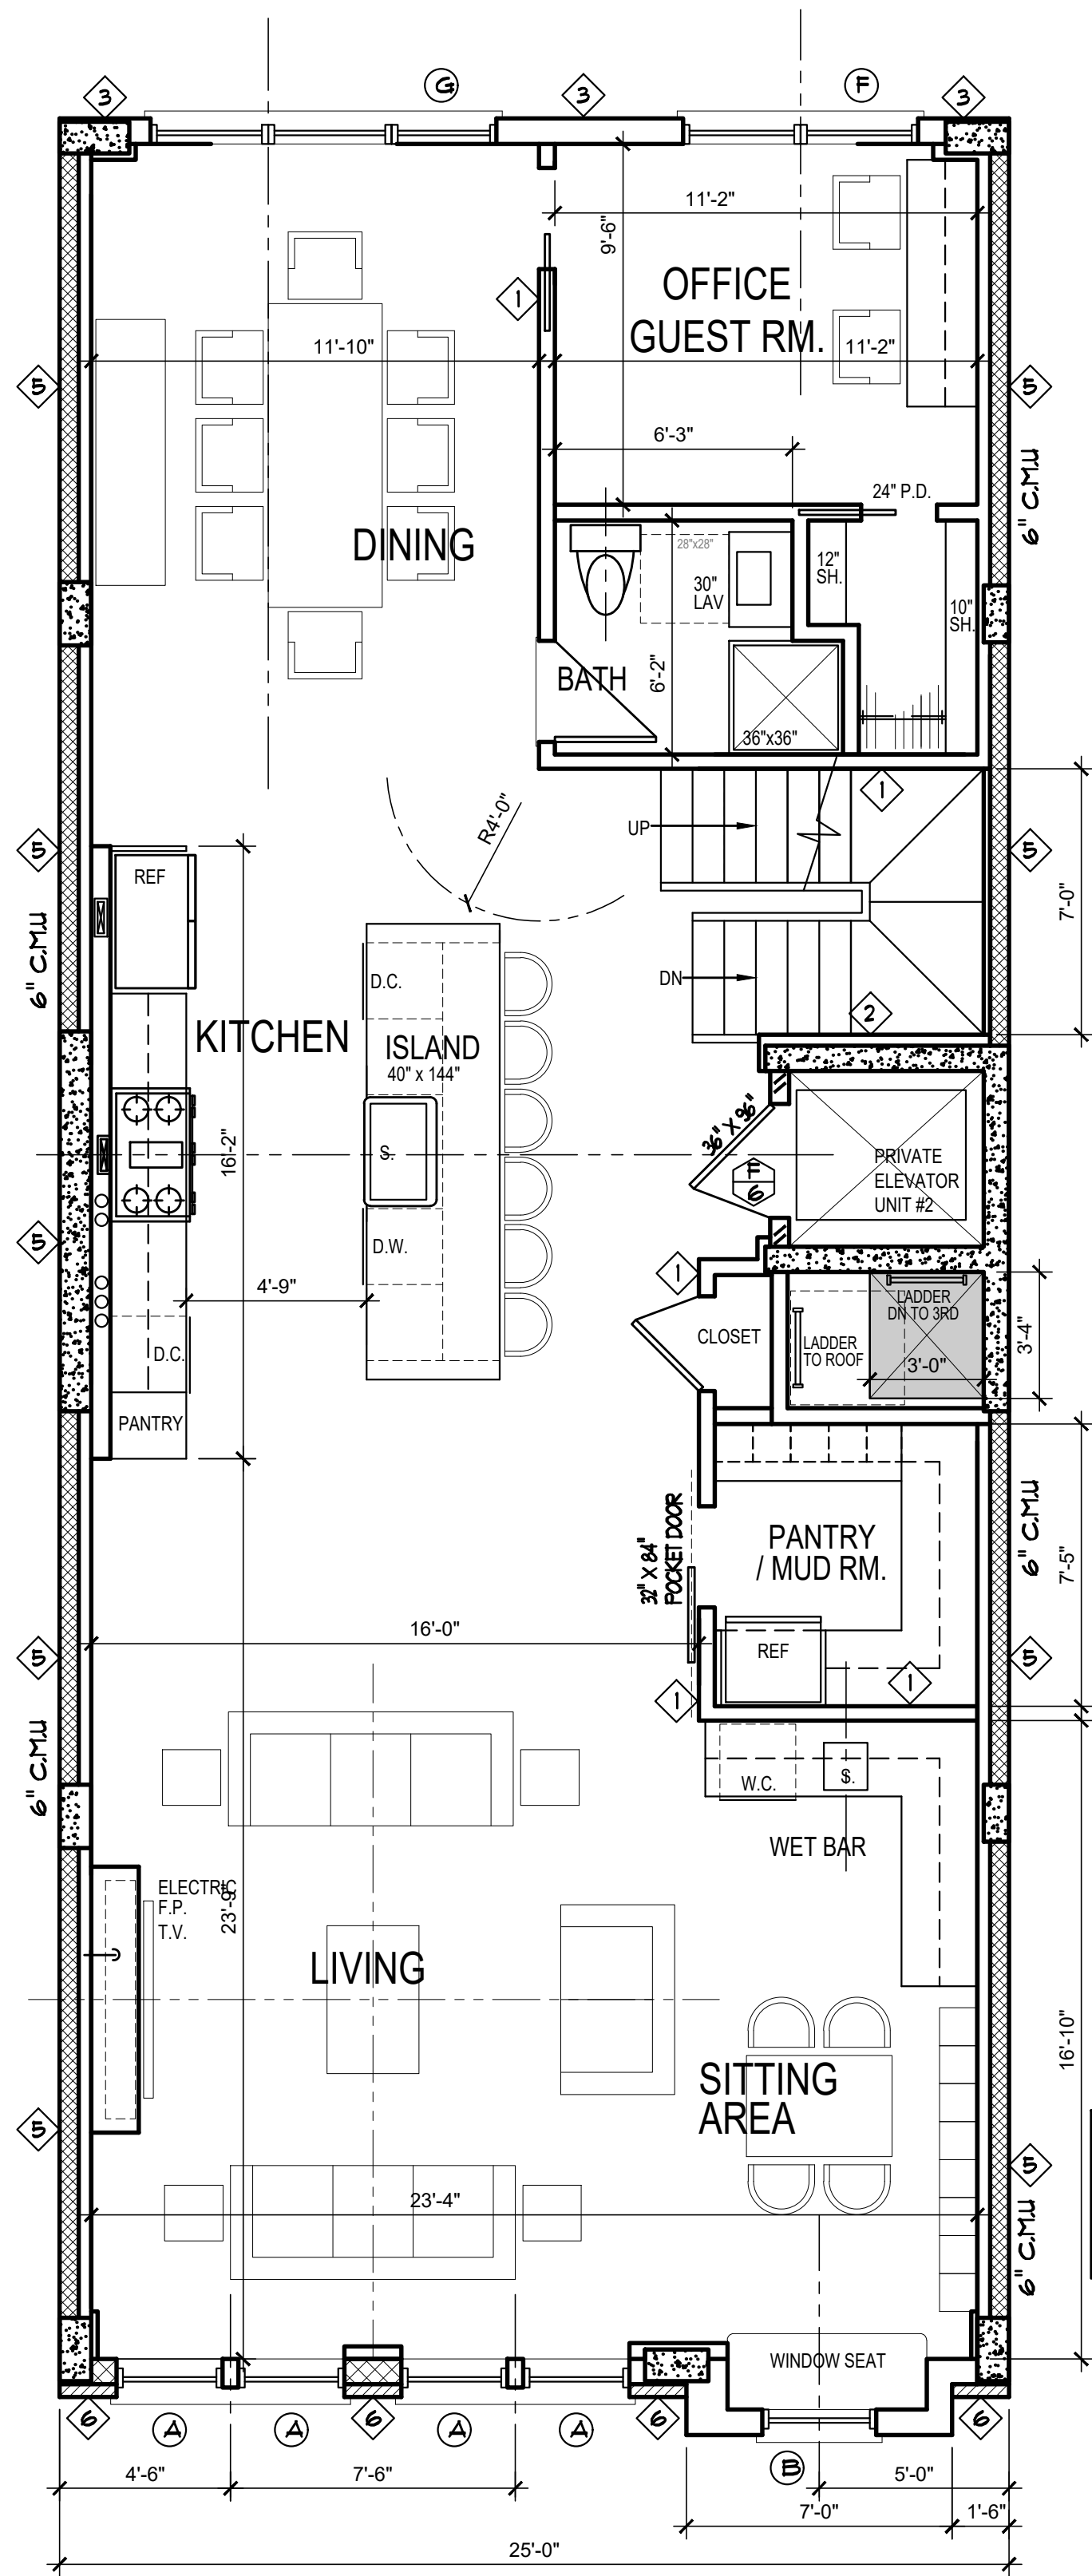 G
F
3
3
3
11'-2"
9'-6"
OFFICE
GUEST RM.
1
11'-10"
11'-2"
5
5
6" C.M.U
6'-3"
24" P.D.
DINING
28"x28"
30"
LAV
12"
SH.
10"
SH.
BATH
6'-2"
36"x36"
1
R4'-0"
UP
5
5
REF
7'-0"
6" C.M.U
D.C.
DN
2
KITCHEN
ISLAND
40" x 144"
16'-2"
S.
36" X 96"
F
6
PRIVATE
ELEVATOR
UNIT #2
5
D.W.
1
4'-9"
LADDER
DN TO 3RD
CLOSET
LADDER
TO ROOF
3'-0"
3'-4"
D.C.
PANTRY
6" C.M.U
32" X 84"
POCKET DOOR
PANTRY
/ MUD RM.
7'-5"
16'-0"
REF
5
5
1
1
6" C.M.U
W.C.
S.
WET BAR
ELECTRIC
F.P.
T.V.
23'-9"
LIVING
16'-10"
SITTING
AREA
5
5
23'-4"
6" C.M.U
WINDOW SEAT
6
A
A
6
A
A
6
6
B
4'-6"
7'-6"
5'-0"
7'-0"
1'-6"
25'-0"